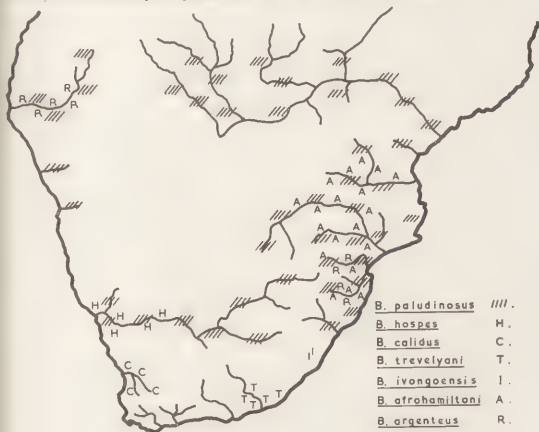 R
R R R
R
A A
A A A
A A A A
A A
A A
A R
R A
R A
A R
H
H H
H
C C
C C
I I
T
T T T T
B. paludinosus ////.
B. hospes H.
B. calidus C.
B. trevelyani T.
B. ivongoensis I.
B. afrohamiltoni A.
B. argenteus R.